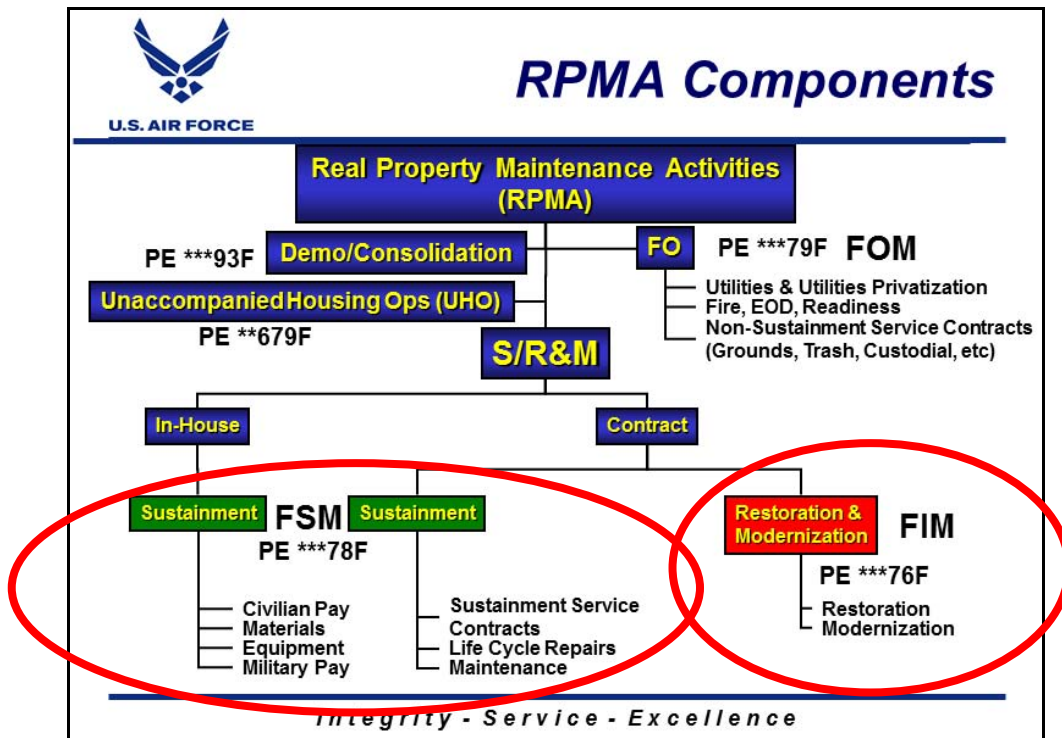 RPMA Components
U.S. AIR FORCE
Real Property Maintenance Activities
(RPMA)
PE ***93F
Demo/Consolidation
FO
PE ***79F
FOM
Utilities & Utilities Privatization
Fire, EOD, Readiness
Non-Sustainment Service Contracts
(Grounds, Trash, Custodial, etc)
Unaccompanied Housing Ops (UHO)
PE **679F
S/R&M
In-House
Contract
Sustainment
FSM
Sustainment
PE ***78F
Restoration &
Modernization
FIM
PE ***76F
Civilian Pay
Materials
Equipment
Military Pay
Sustainment Service
Contracts
Life Cycle Repairs
Maintenance
Restoration
Modernization
Integrity - Service - Excellence